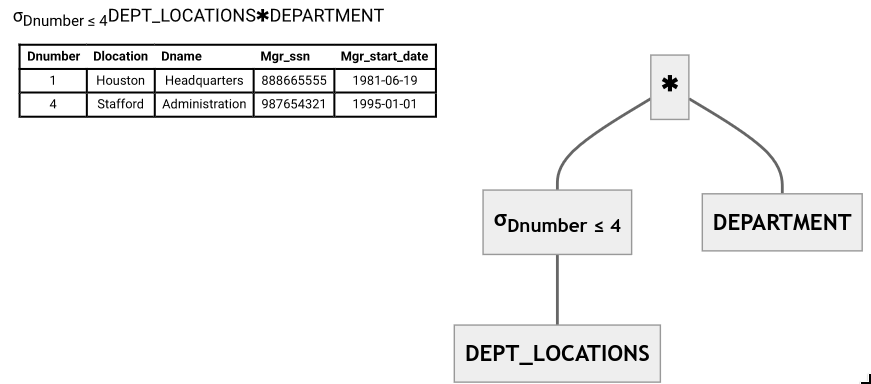 σDnumber ≤ 4DEPT_LOCATIONS✱DEPARTMENT
Dnumber Dlocation Dname Mgr_ssn Mgr_start_date
1 Houston Headquarters 888665555 1981-06-19
4 Stafford Administration 987654321 1995-01-01
✱
σDnumber ≤ 4
DEPARTMENT
DEPT_LOCATIONS